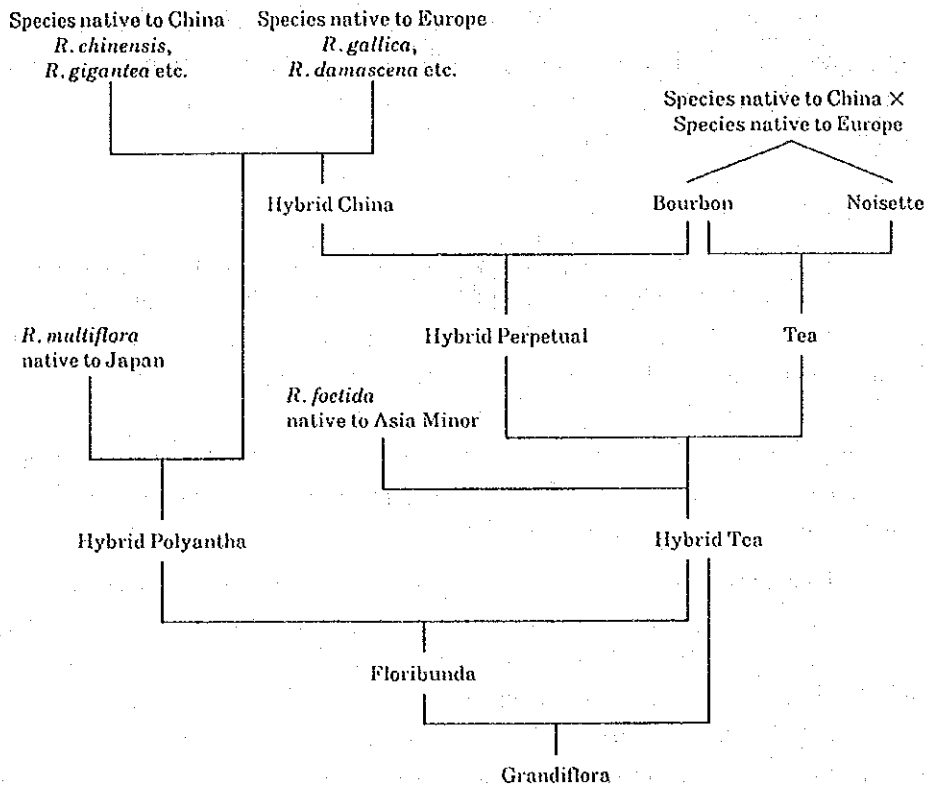 Species native to China
R. chinensis,
R. gigantea etc.
Species native to Europe
R. gallica,
R. damascena etc.
Species native to China ×
Species native to Europe
Hybrid China
Bourbon
Noisette
R. multiflora
native to Japan
Hybrid Perpetual
Tea
R. foetida
native to Asia Minor
Hybrid Polyantha
Hybrid Tea
Floribunda
Grandiflora